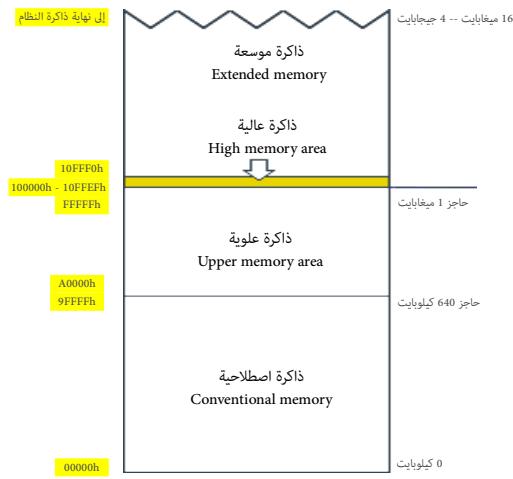 إلى نهاية ذاكرة النظام
16 ميغابايت -- 4 جيجابايت
ذاكرة موسعة
Extended memory
ذاكرة عالية
High memory area
10FFF0h
100000h - 10FFEFh
FFFFFh
حاجز 1 ميغابايت
ذاكرة علوية
Upper memory area
A0000h
9FFFFh
حاجز 640 كيلوبايت
ذاكرة اصطلاحية
Conventional memory
00000h
0 كيلوبايت